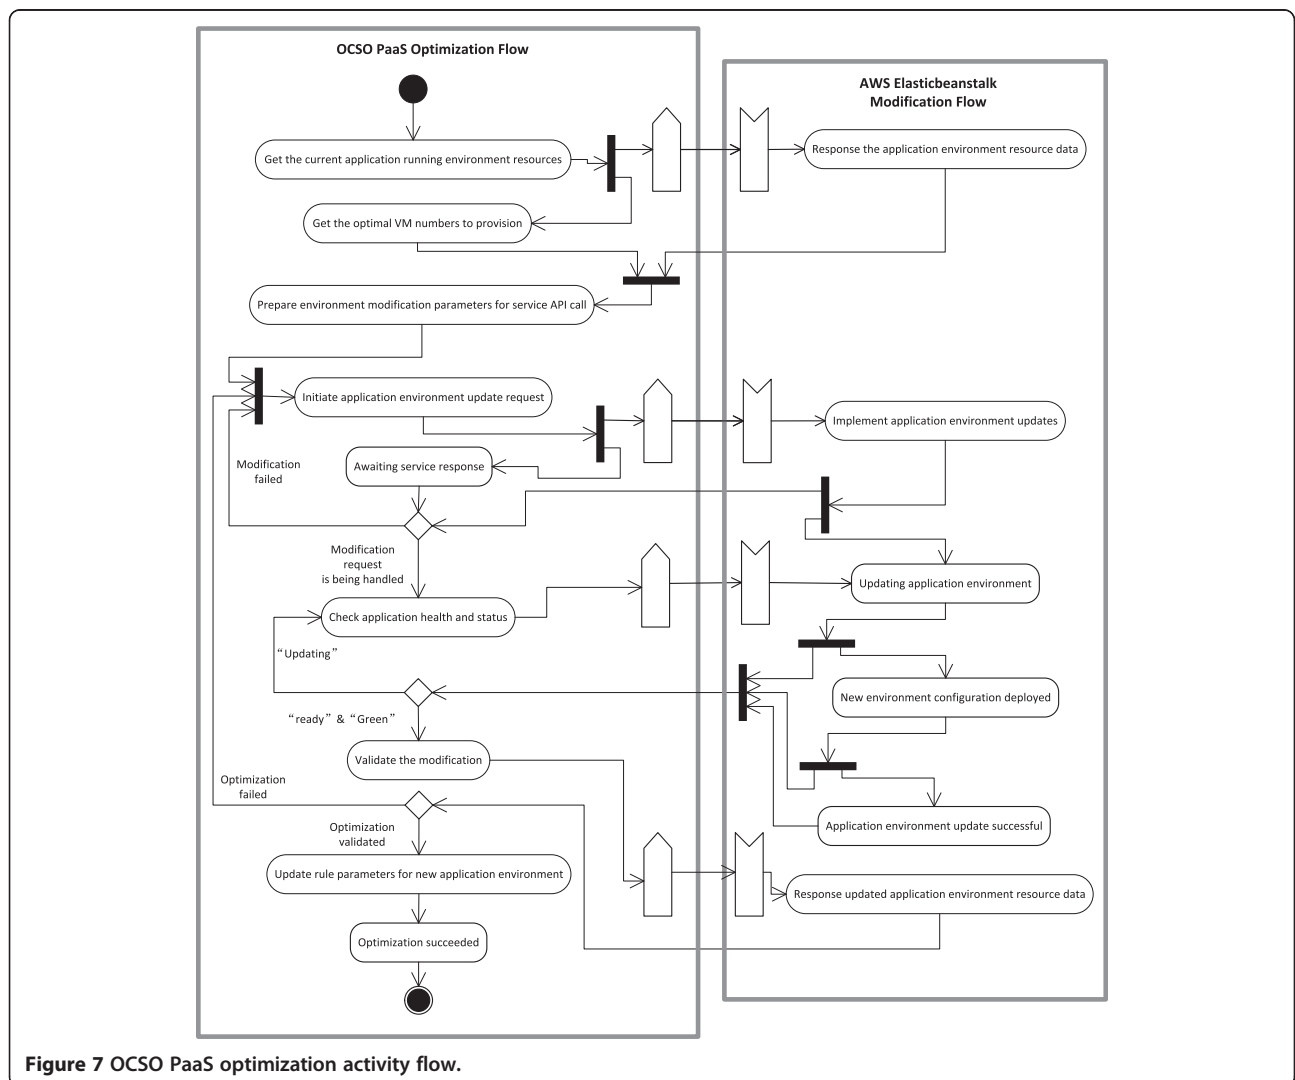 OCSO PaaS Optimization Flow
AWS Elasticbeanstalk
Modification Flow
Get the current application running environment resources
Response the application environment resource data
Get the optimal VM numbers to provision
Prepare environment modification parameters for service API call
Initiate application environment update request
Implement application environment updates
Modification
failed
Awaiting service response
Modification
request
is being handled
Updating application environment
Check application health and status
“Updating”
New environment configuration deployed
“ready” & “Green”
Validate the modification
Optimization
failed
Application environment update successful
Optimization
validated
Update rule parameters for new application environment
Response updated application environment resource data
Optimization succeeded
Figure 7 OCSO PaaS optimization activity flow.